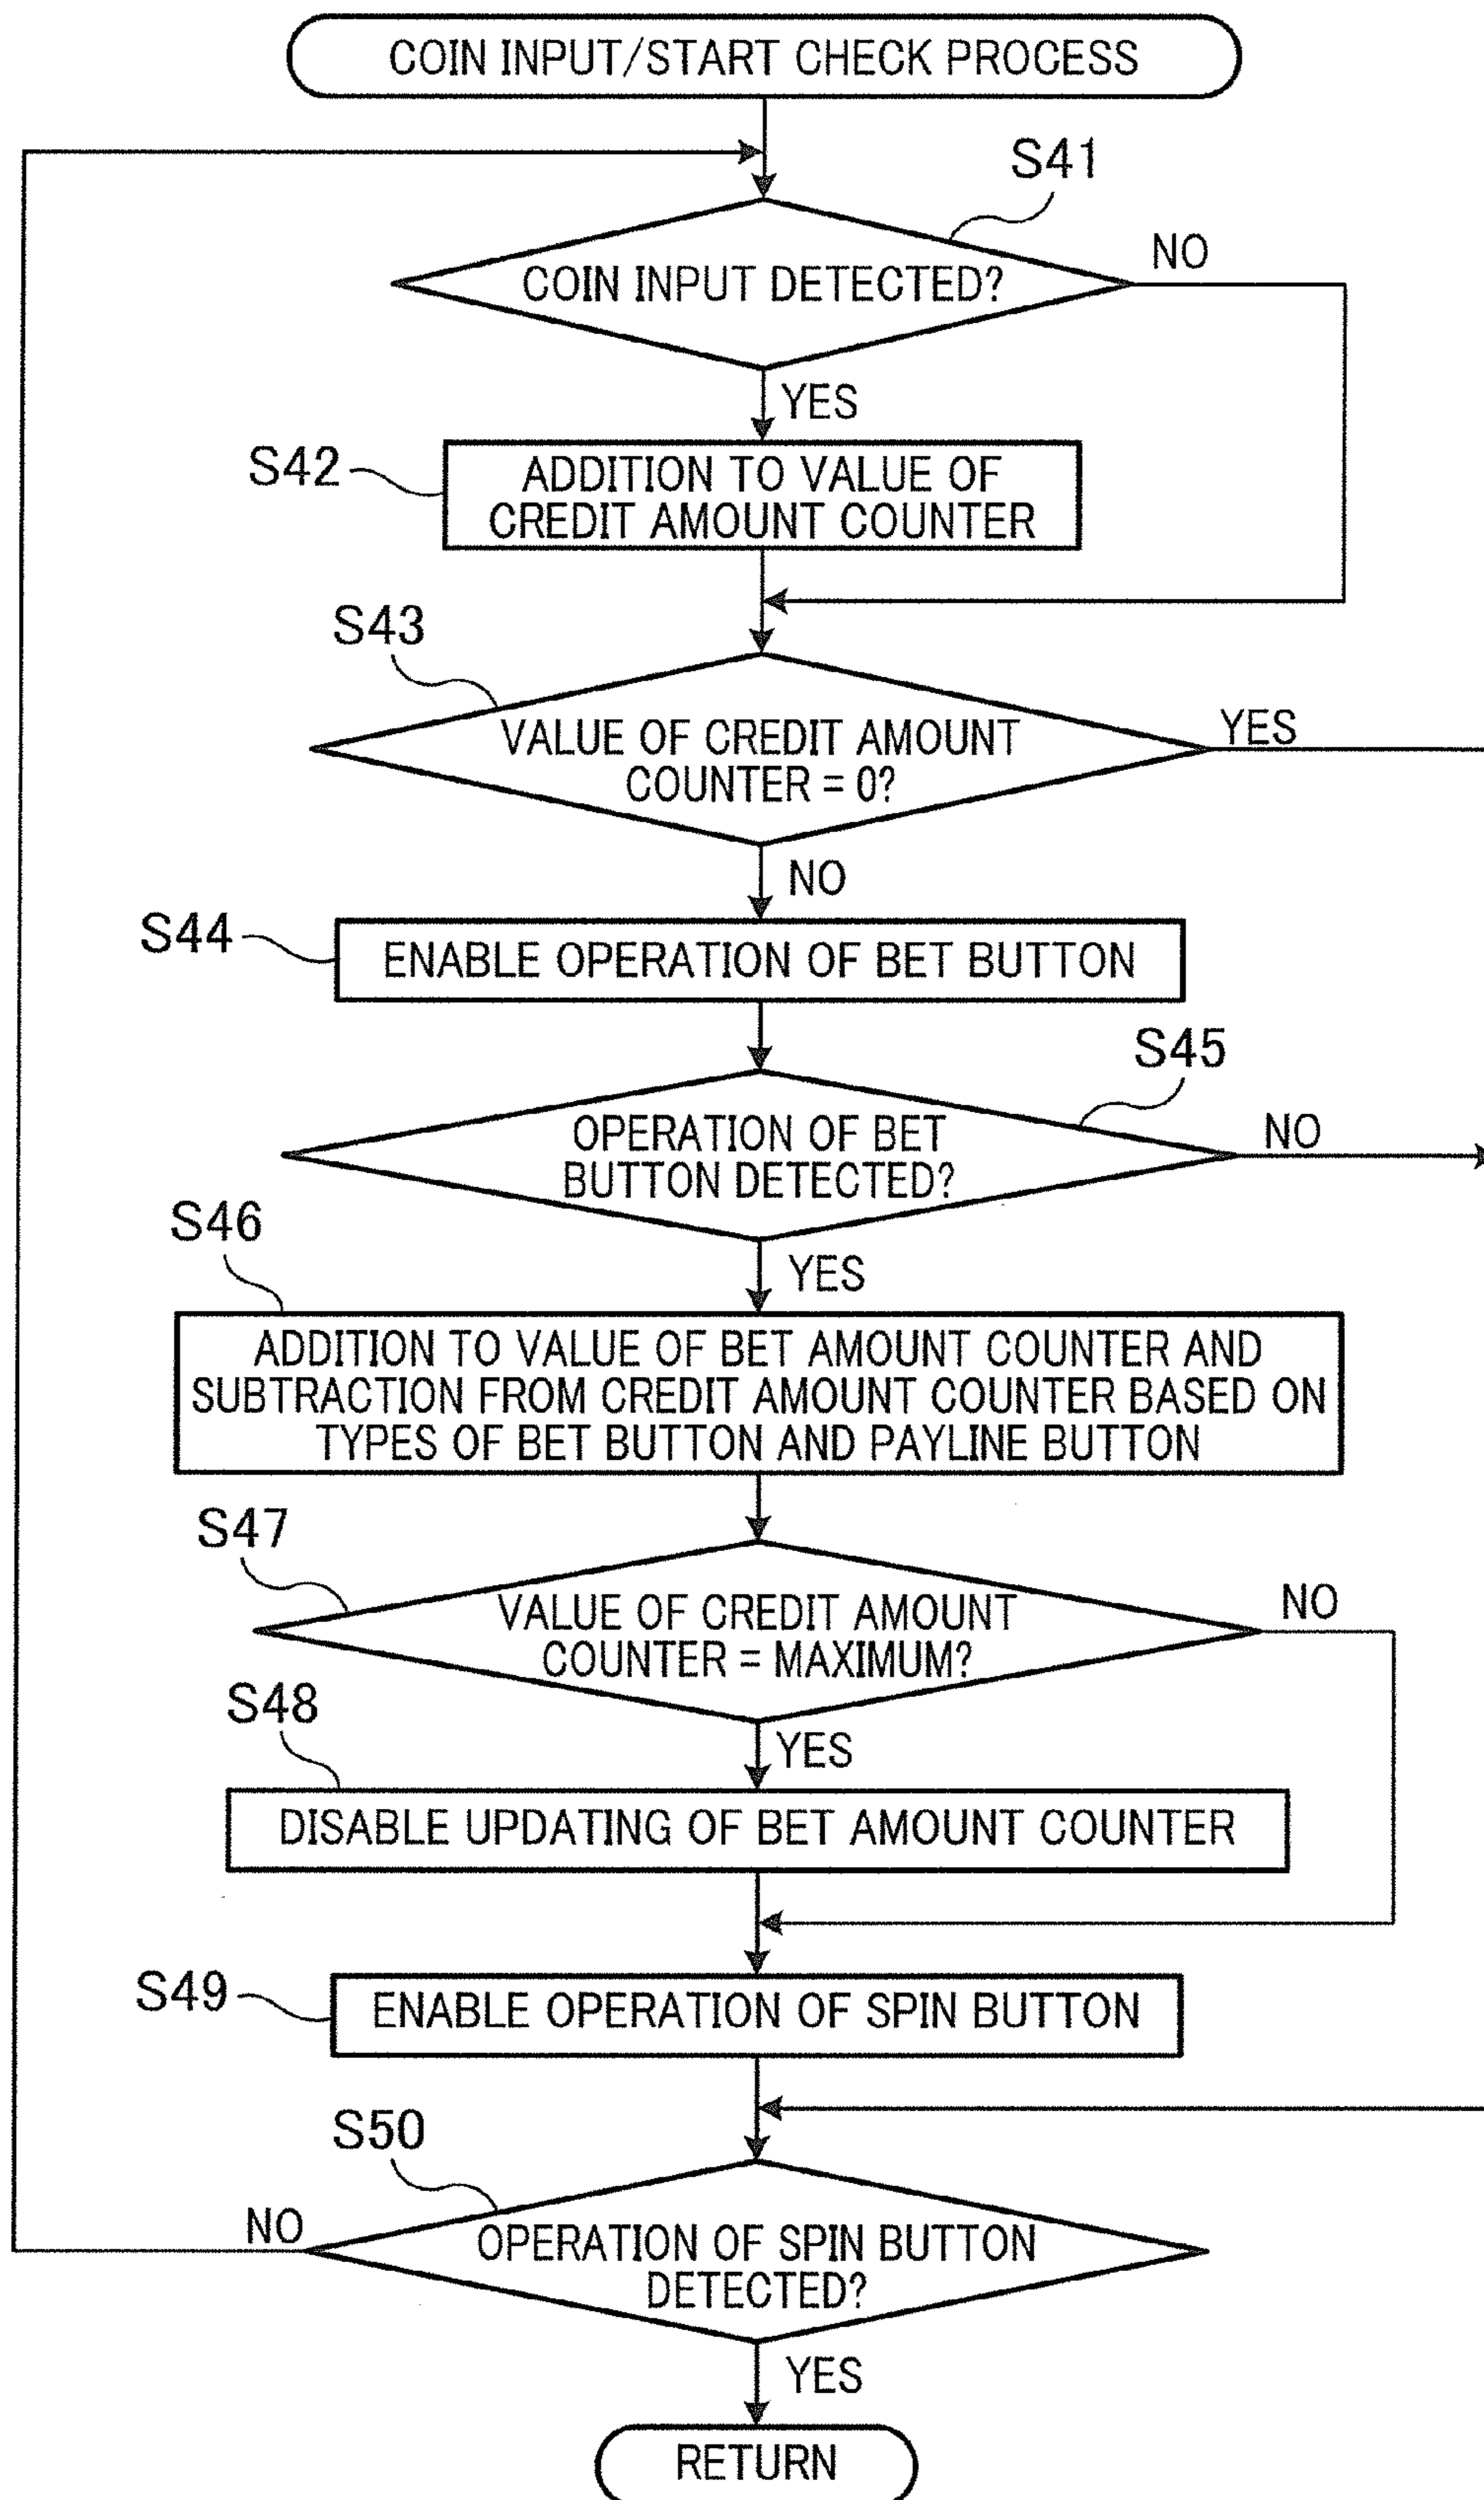 COIN INPUT/START CHECK PROCESS
S41
NO
COIN INPUT DETECTED?
YES
S42
ADDITION TO VALUE OF
CREDIT AMOUNT COUNTER
S43
VALUE OF CREDIT AMOUNT
COUNTER = 0?
YES
NO
S44
ENABLE OPERATION OF BET BUTTON
S45
OPERATION OF BET
BUTTON DETECTED?
NO
S46
YES
ADDITION TO VALUE OF BET AMOUNT COUNTER AND
SUBTRACTION FROM CREDIT AMOUNT COUNTER BASED ON
TYPES OF BET BUTTON AND PAYLINE BUTTON
S47
VALUE OF CREDIT AMOUNT
COUNTER = MAXIMUM?
NO
S48
YES
DISABLE UPDATING OF BET AMOUNT COUNTER
S49
ENABLE OPERATION OF SPIN BUTTON
S50
NO
OPERATION OF SPIN BUTTON
DETECTED?
YES
RETURN